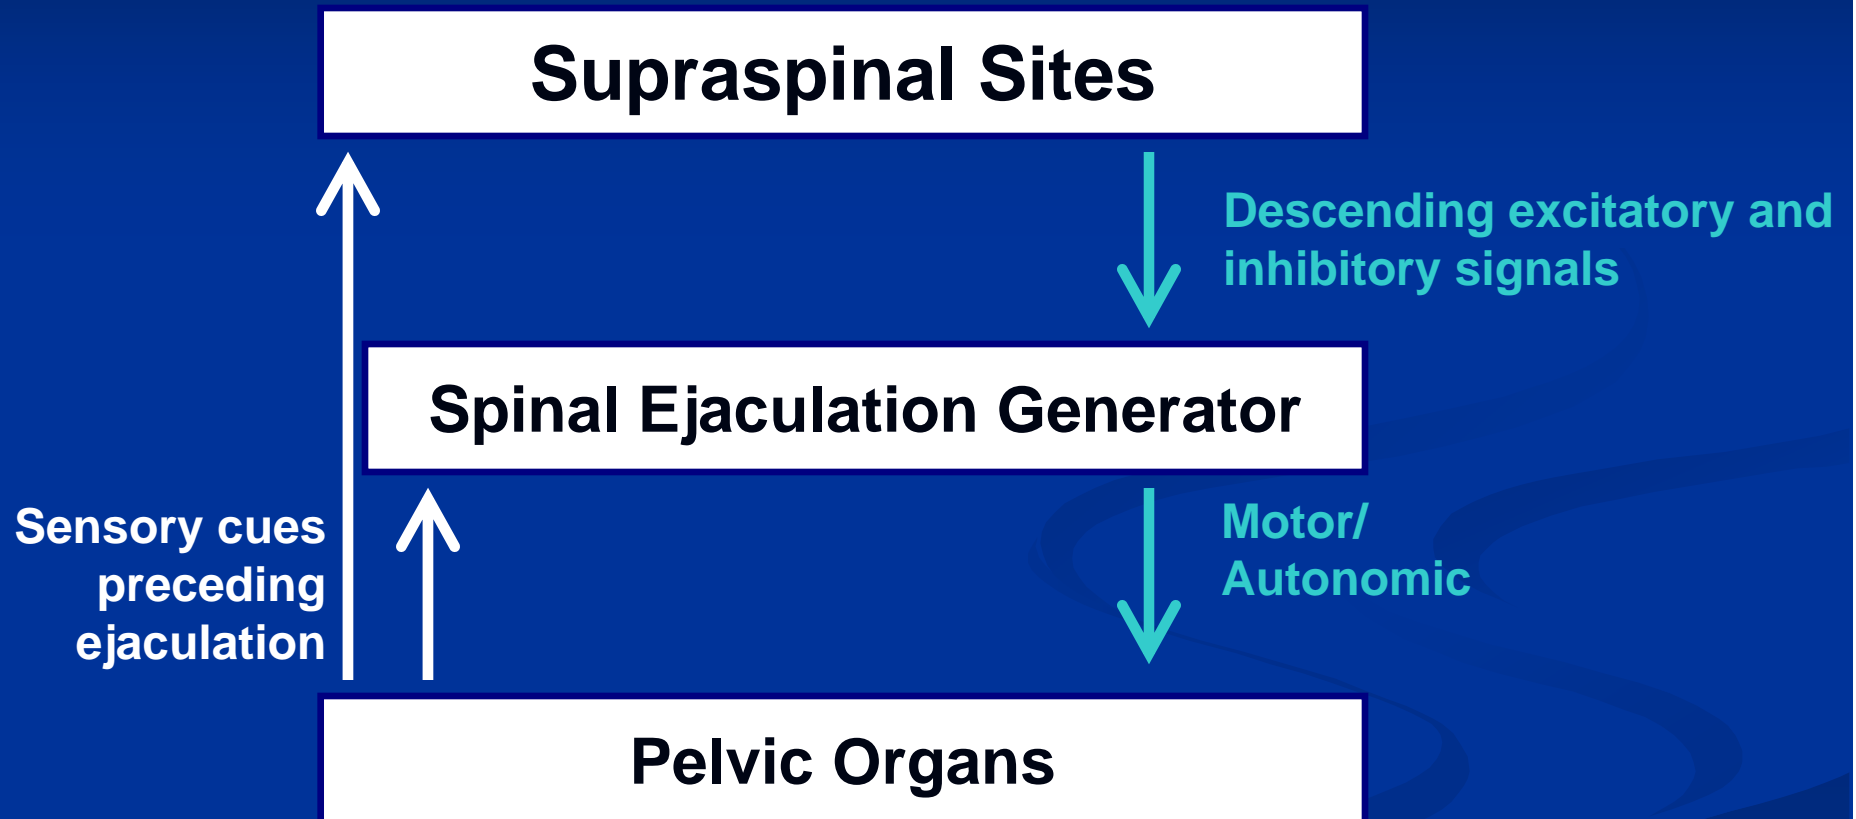 Supraspinal Sites
Descending excitatory and
inhibitory signals
Spinal Ejaculation Generator
Sensory cues
preceding
ejaculation
Motor/
Autonomic
Pelvic Organs